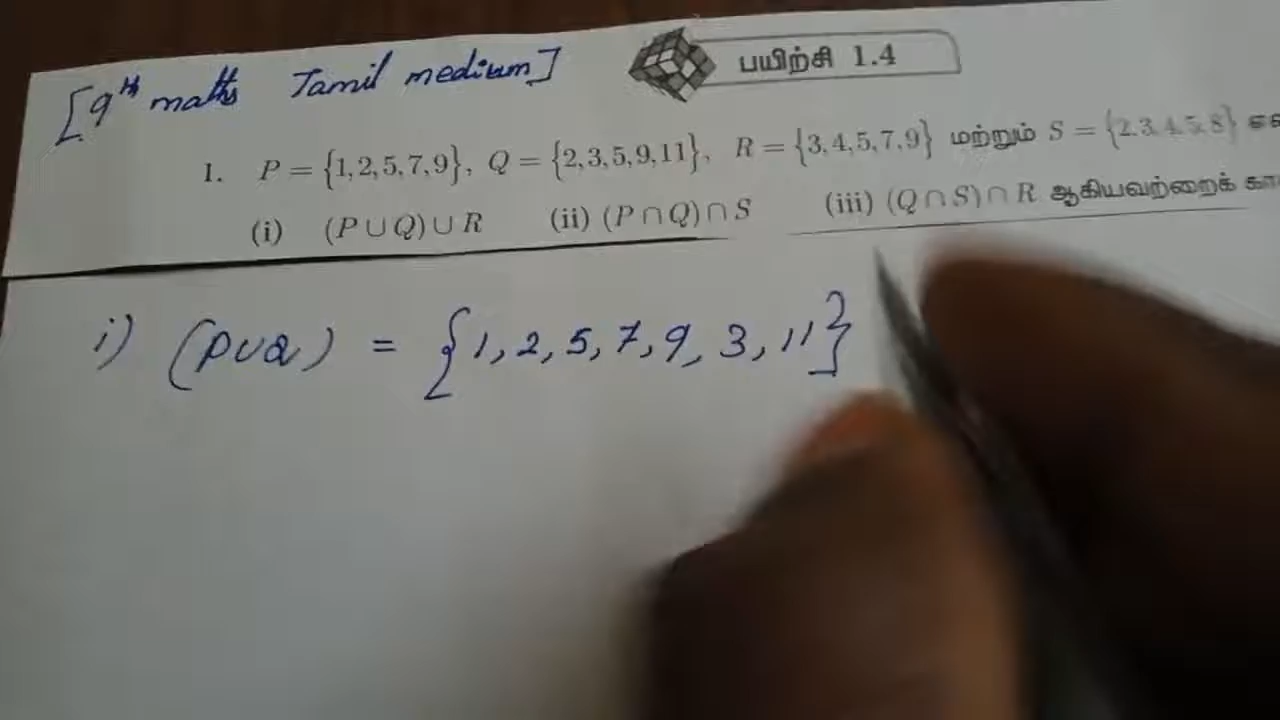 [9th maths Tamil medium]
பயிற்சி 1.4
1. P = {1,2,5,7,9}, Q = {2,3,5,9,11}, R = {3,4,5,7,9} மற்றும் S = {2,3,4,5,8}
(i) (P∪Q)∪R (ii) (P∩Q)∩S (iii) (Q∩S)∩R ஆகியவற்றைக்
i) (P∪Q) = {1,2,5,7,9,3,11}